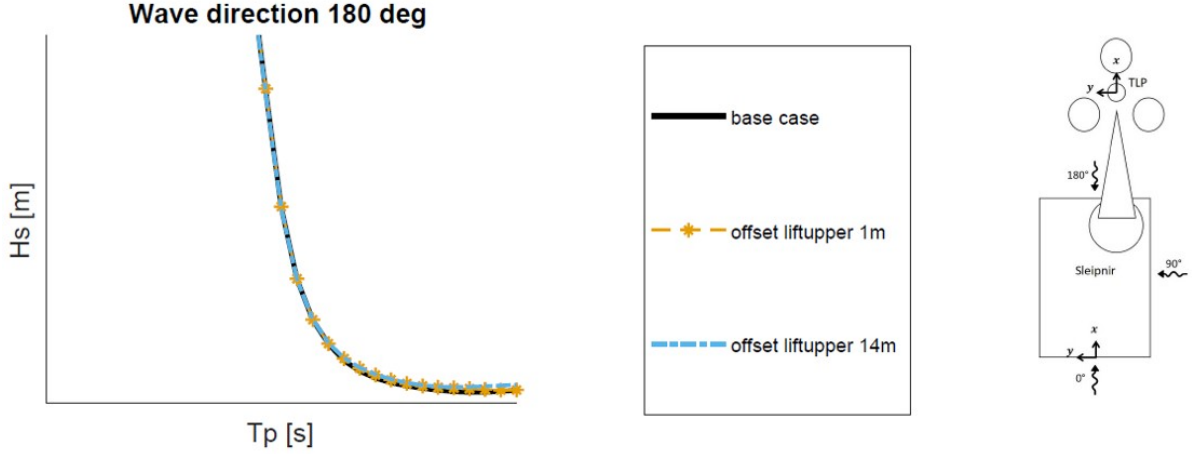 Wave direction 180 deg
Hs [m]
Tp [s]
base case
offset liftupper 1m
offset liftupper 14m
x
y
TLP
180°
Sleipnir
90°
x
y
0°